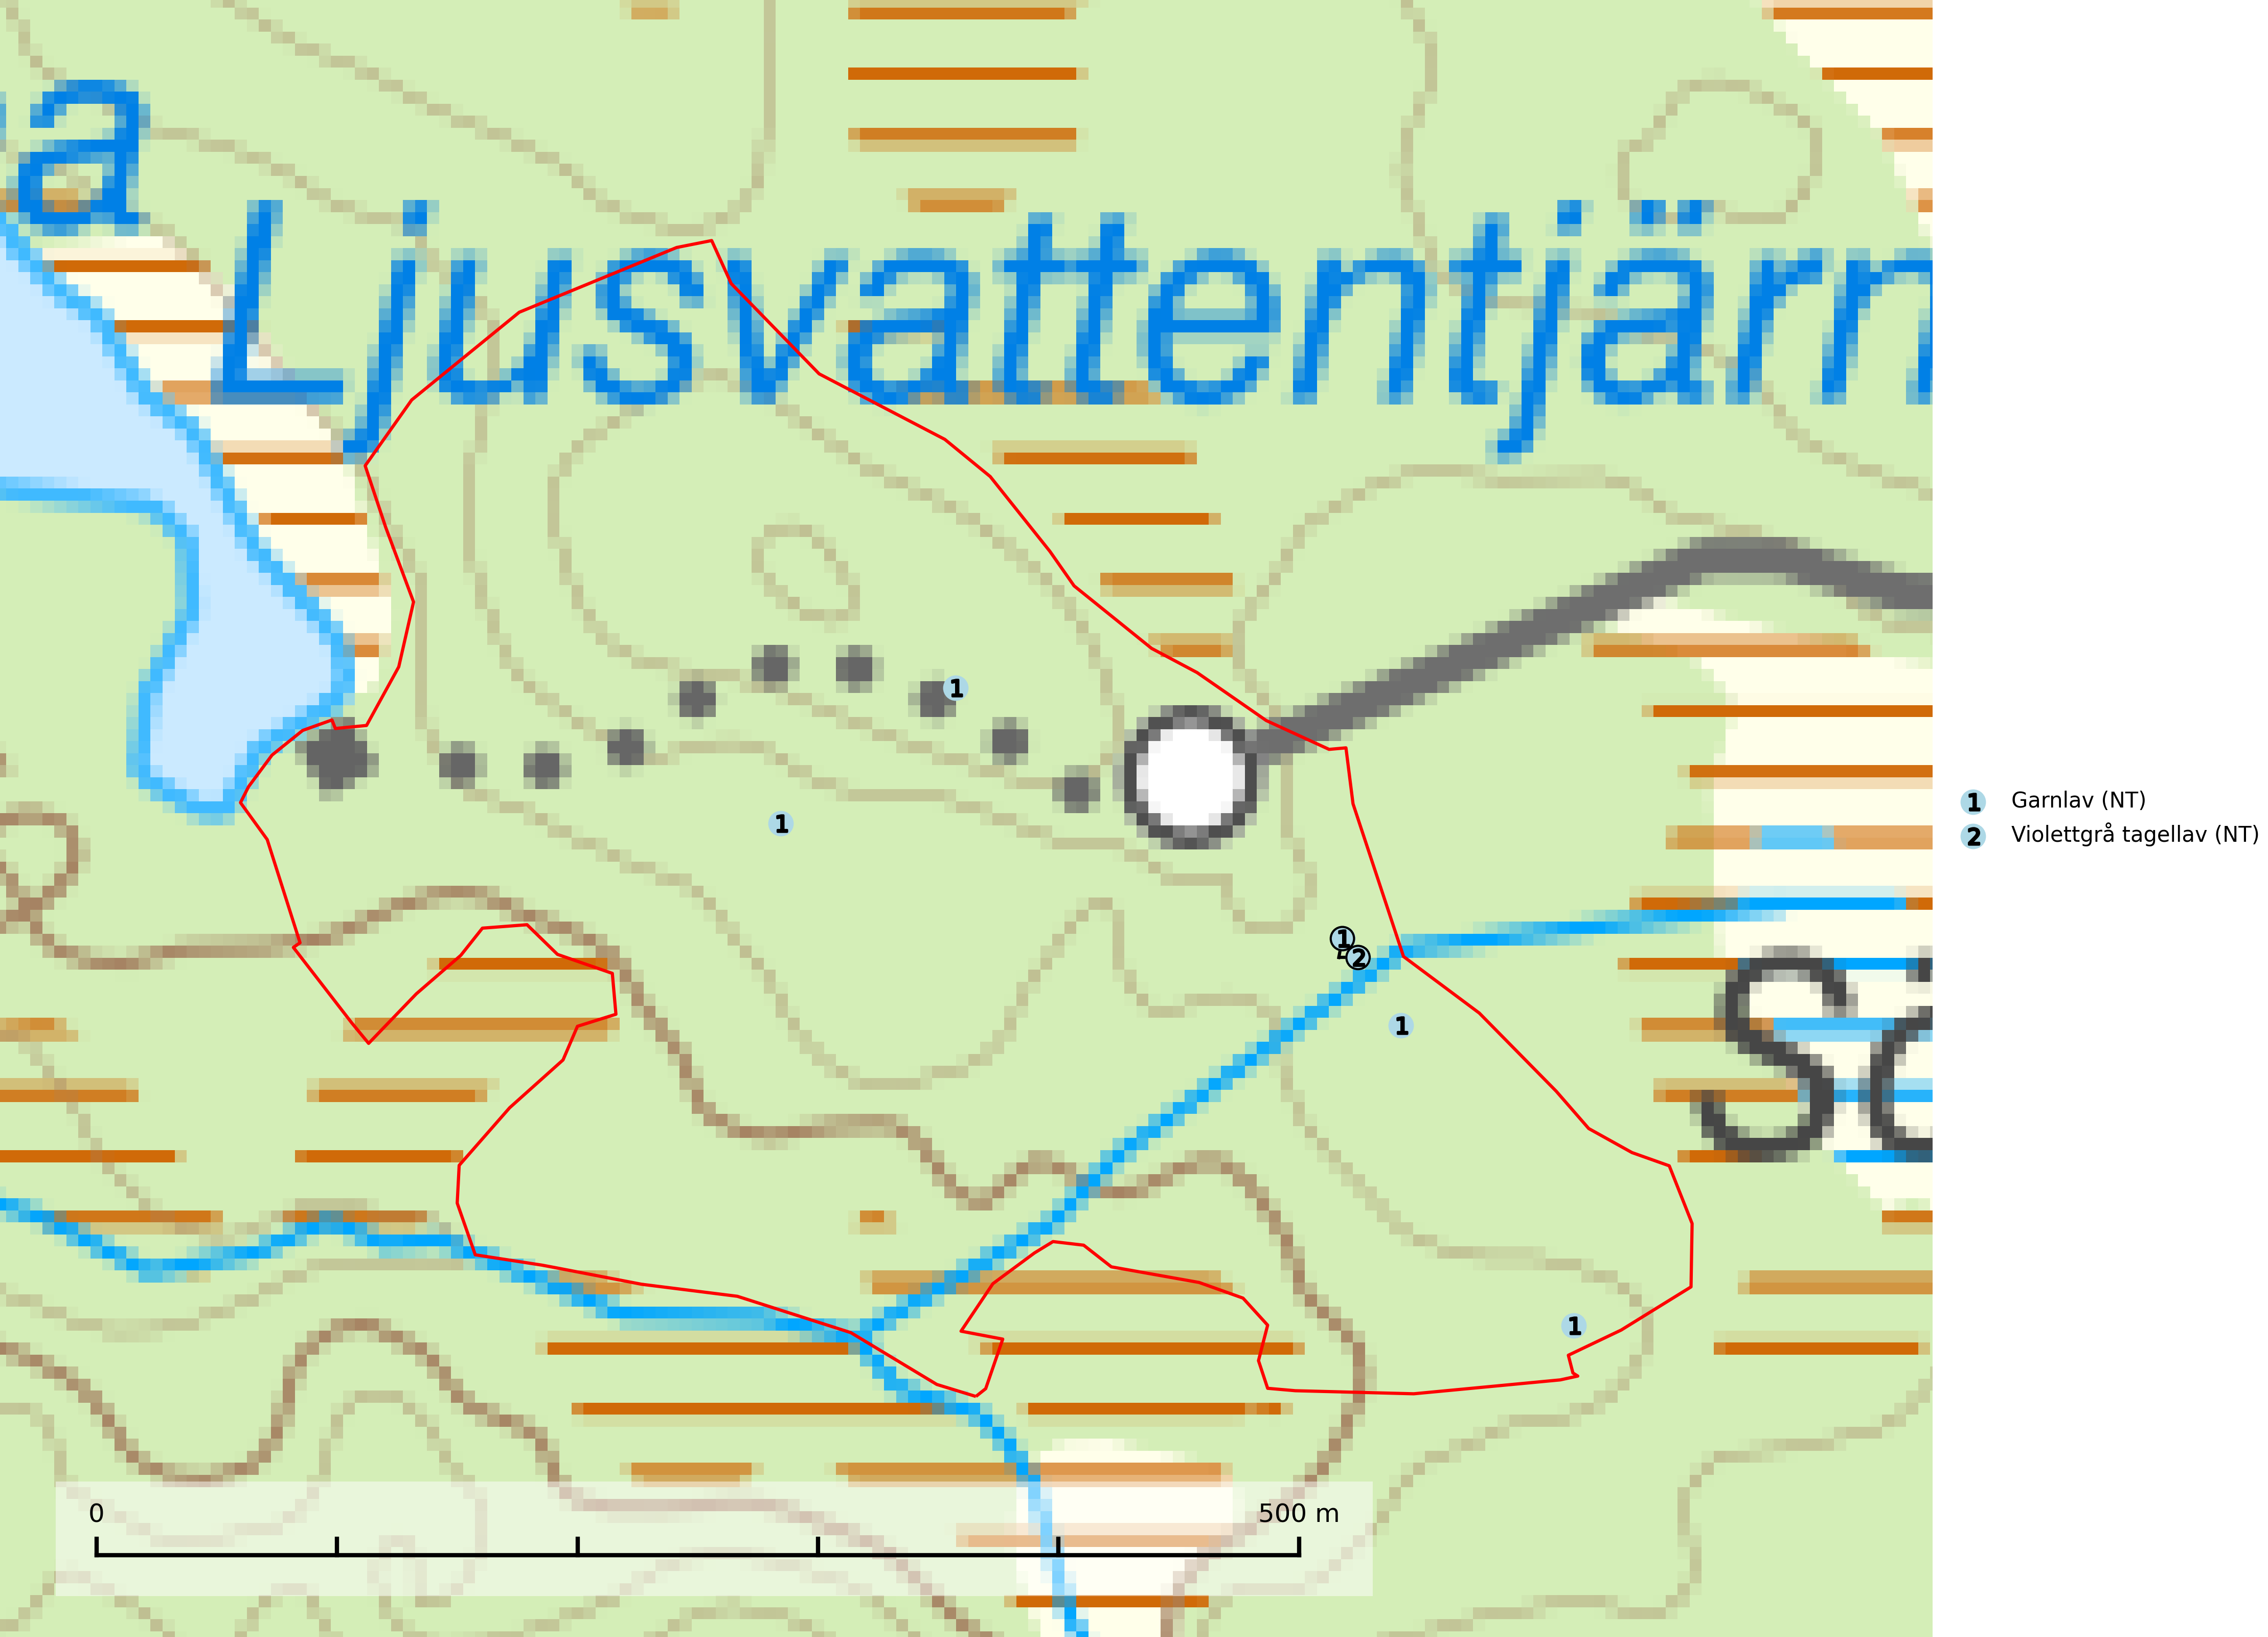 a
Ljusvattentjärn
1
1
1
2
1
1
1 Garnlav (NT)
2 Violettgrå tagellav (NT)
S
0 500 m